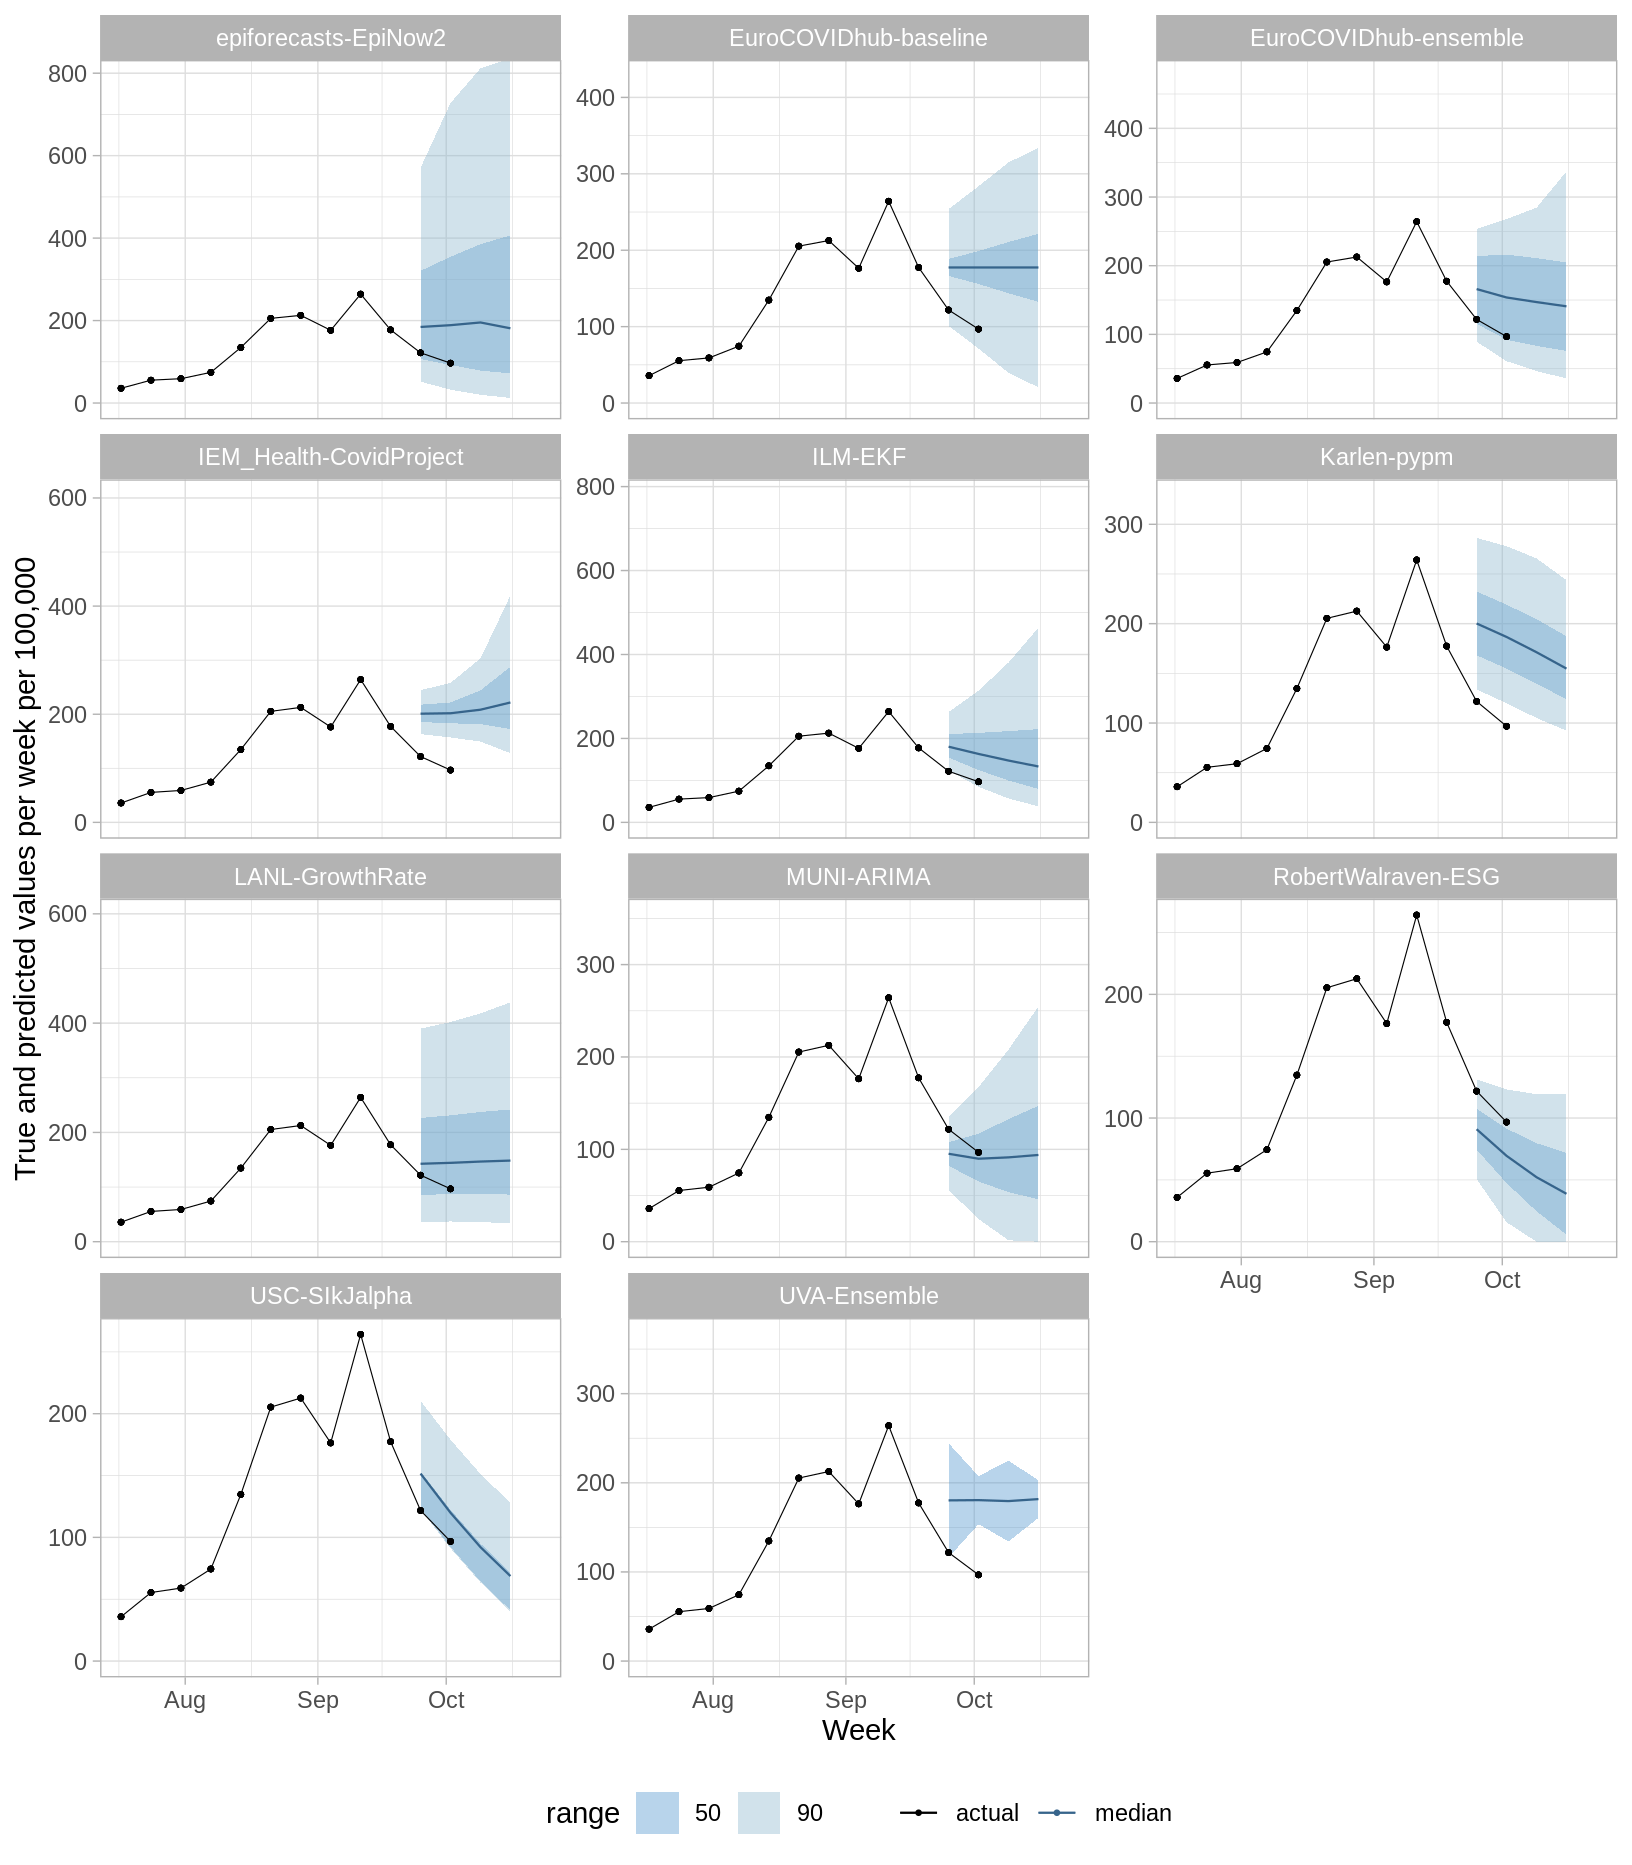 epiforecasts-EpiNow2
EuroCOVIDhub-baseline
EuroCOVIDhub-ensemble
800
600
400
200
0
400
300
200
100
0
400
300
200
100
0
IEM_Health-CovidProject
ILM-EKF
Karlen-pypm
600
400
200
0
800
600
400
200
0
300
200
100
0
True and predicted values per week per 100,000
LANL-GrowthRate
MUNI-ARIMA
RobertWalraven-ESG
600
400
200
0
300
200
100
0
200
100
0
Aug Sep Oct
USC-SIkJalpha
UVA-Ensemble
200
100
0
300
200
100
0
Aug Sep Oct
Aug Sep Oct
Week
range 50 90 actual median